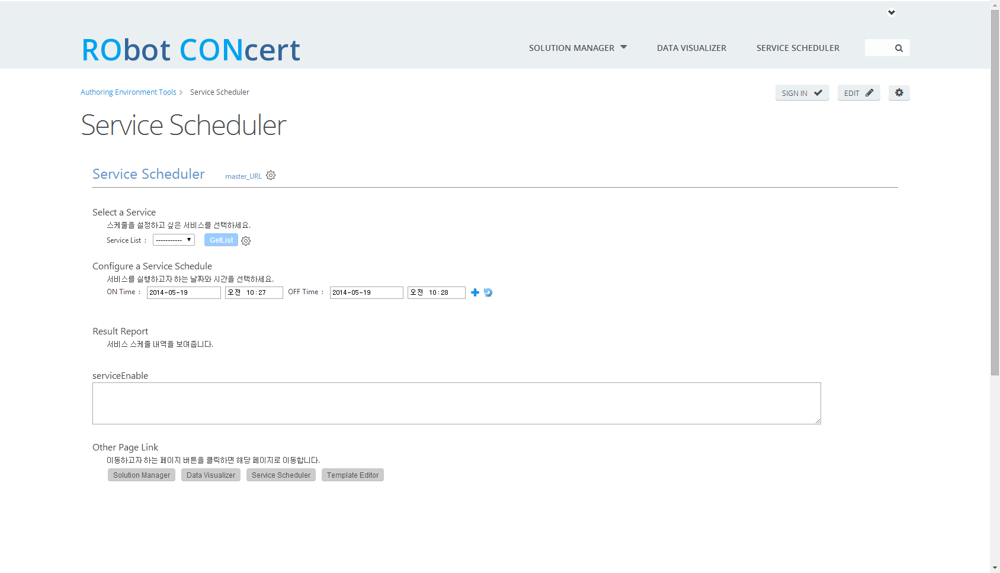 RObot CONcert
SOLUTION MANAGER DATA VISUALIZER SERVICE SCHEDULER
Authoring Environment Tools Service Scheduler
SIGN IN EDIT
Service Scheduler
Service Scheduler master_URL
Select a Service
스케줄을 설정하고 싶은 서비스를 선택하세요.
Service List : ----------- GetList
Configure a Service Schedule
서비스를 실행하고자 하는 날짜와 시간을 선택하세요.
ON Time : 2014-05-19 오전 10:27 OFF Time : 2014-05-19 오전 10:28
Result Report
서비스 스케줄 내역을 보여줍니다.
serviceEnable
Other Page Link
이동하고자 하는 페이지 버튼을 클릭하면 해당 페이지로 이동합니다.
Solution Manager Data Visualizer Service Scheduler Template Editor